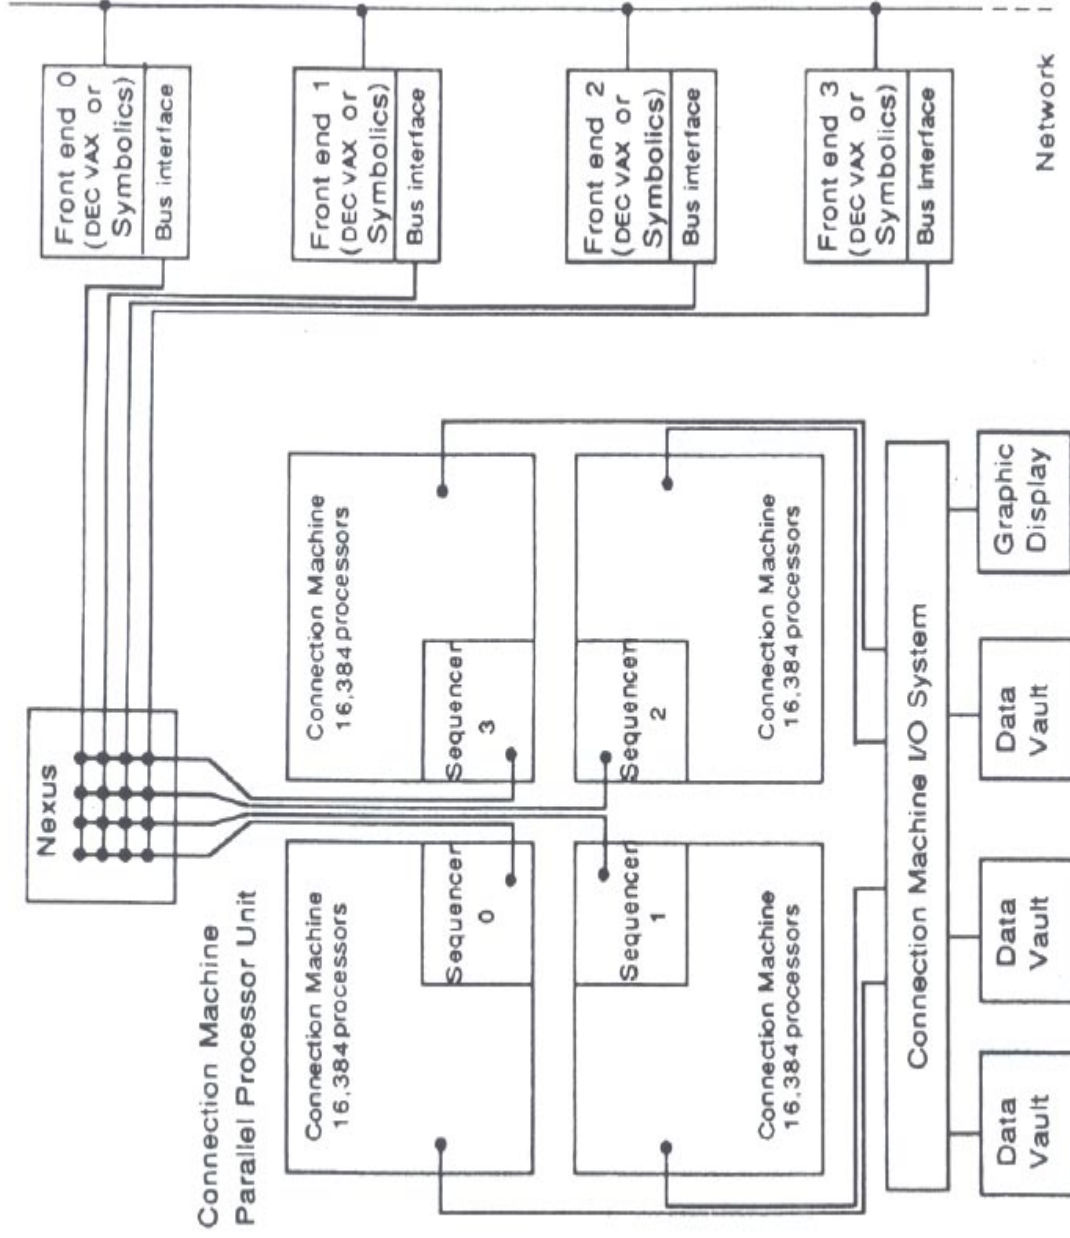 Nexus
Front end 0
(DEC VAX or
Symbolics)
Bus interface
Front end 1
(DEC VAX or
Symbolics)
Bus interface
Front end 2
(DEC VAX or
Symbolics)
Bus interface
Front end 3
(DEC VAX or
Symbolics)
Bus interface
Network
Connection Machine
Parallel Processor Unit
Connection Machine
16,384 processors
Sequencer
0
Connection Machine
16,384 processors
Sequencer
3
Sequencer
1
Connection Machine
16,384 processors
Sequencer
2
Connection Machine
16,384 processors
Connection Machine I/O System
Data
Vault
Data
Vault
Data
Vault
Graphic
Display